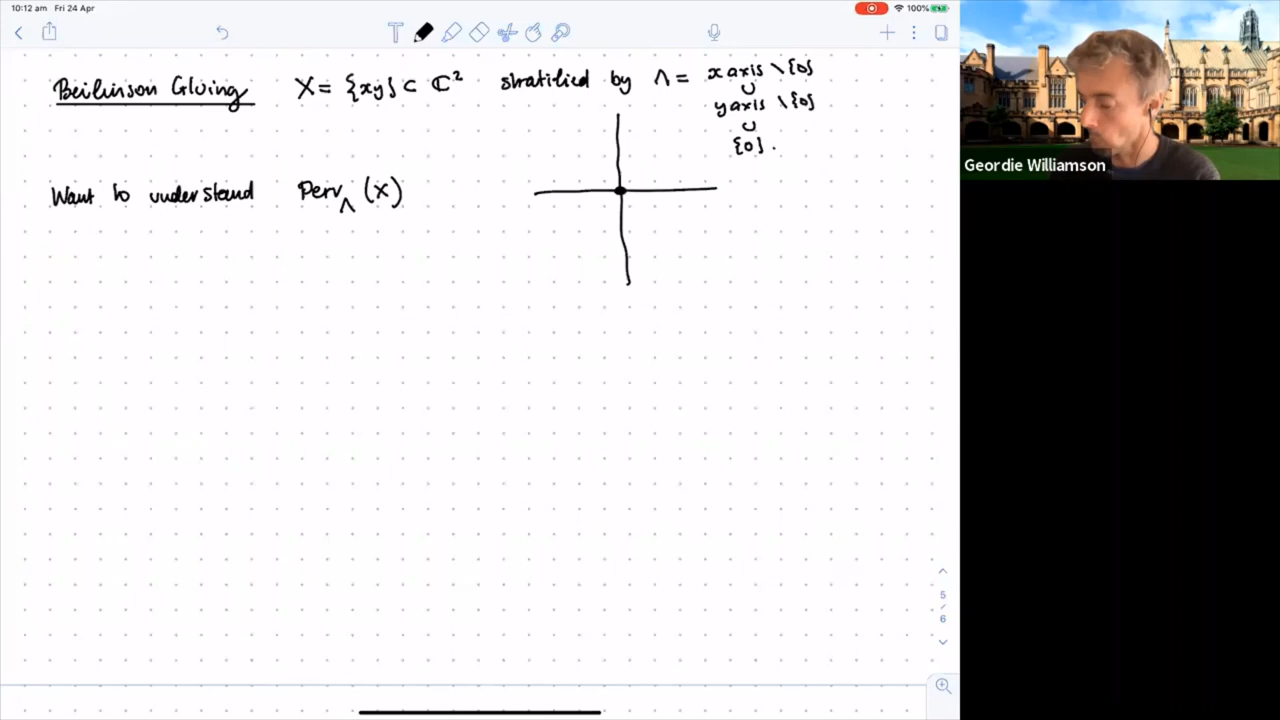 10:12 am Fri 24 Apr
100%
Beilinson Gluing X = {xy} ⊂ ℂ² stratified by Λ = x axis \ {0}
∪
y axis \ {0}
∪
{0}.
Want to understand Perv_Λ (X)
Geordie Williamson
5
/
6